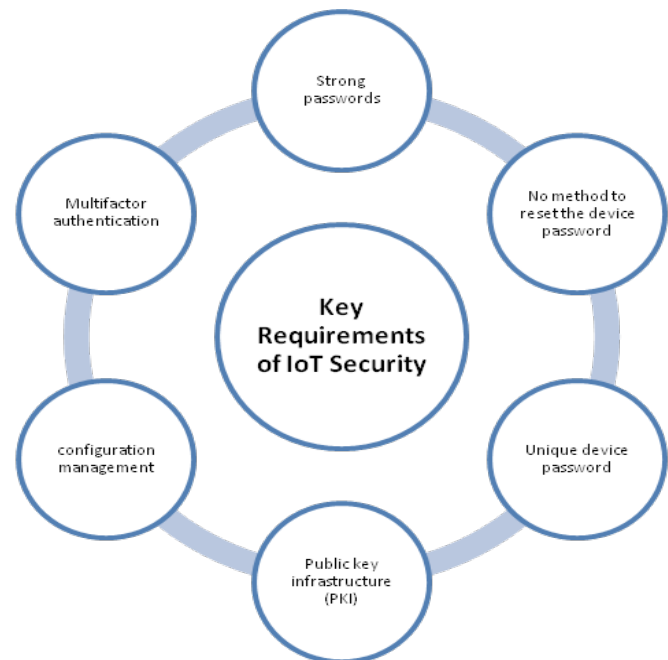 Strong
passwords
No method to
reset the device
password
Unique device
password
Public key
infrastructure
(PKI)
configuration
management
Multifactor
authentication
Key
Requirements
of IoT Security